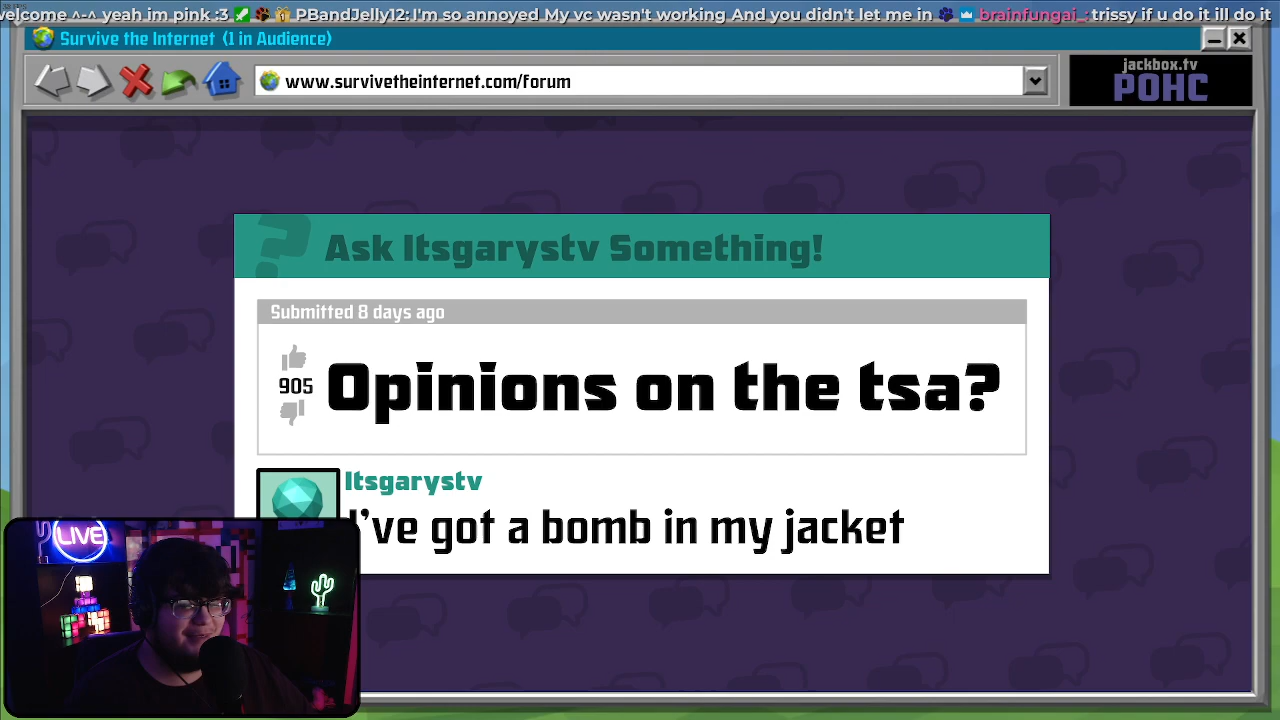 welcome ^-^ yeah im pink :3 PBandJelly12: I'm so annoyed My vc wasn't working And you didn't let me in brainfungai_: trissy if u do it ill do it
Survive the Internet (1 in Audience)
www.survivetheinternet.com/forum
jackbox.tv
POHC
Ask Itsgarystv Something!
Submitted 8 days ago
905
Opinions on the tsa?
Itsgarystv
I've got a bomb in my jacket
LIVE